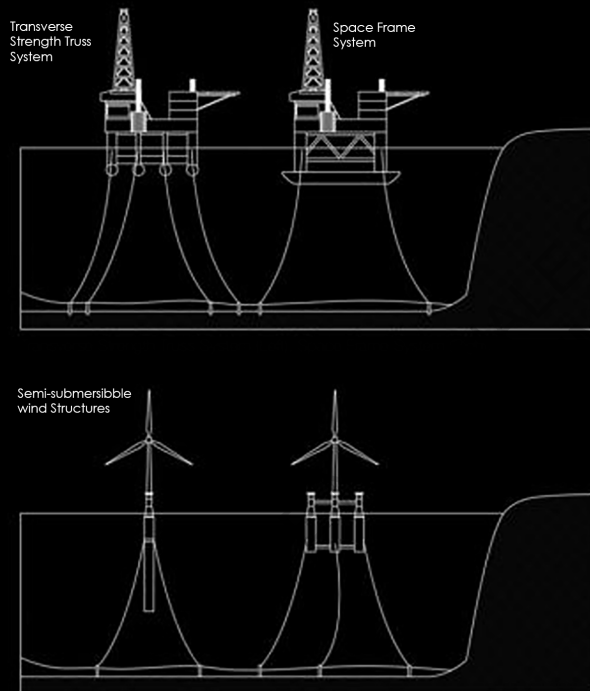 Transverse
Strength Truss
System
Space Frame
System
Semi-submersibble
wind Structures